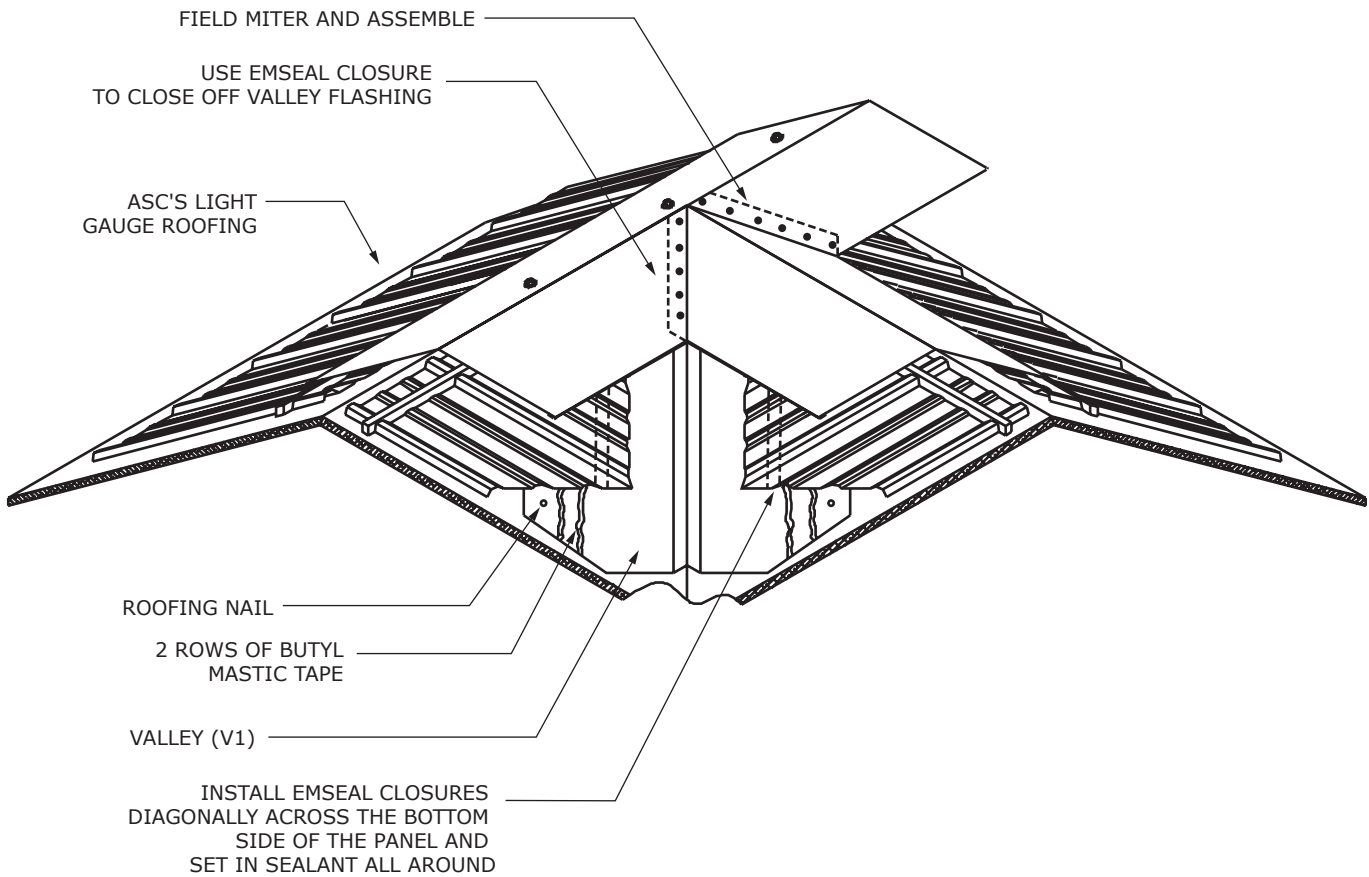 FIELD MITER AND ASSEMBLE
USE EMSEAL CLOSURE
TO CLOSE OFF VALLEY FLASHING
ASC'S LIGHT
GAUGE ROOFING
ROOFING NAIL
2 ROWS OF BUTYL
MASTIC TAPE
VALLEY (V1)
INSTALL EMSEAL CLOSURES
DIAGONALLY ACROSS THE BOTTOM
SIDE OF THE PANEL AND
SET IN SEALANT ALL AROUND